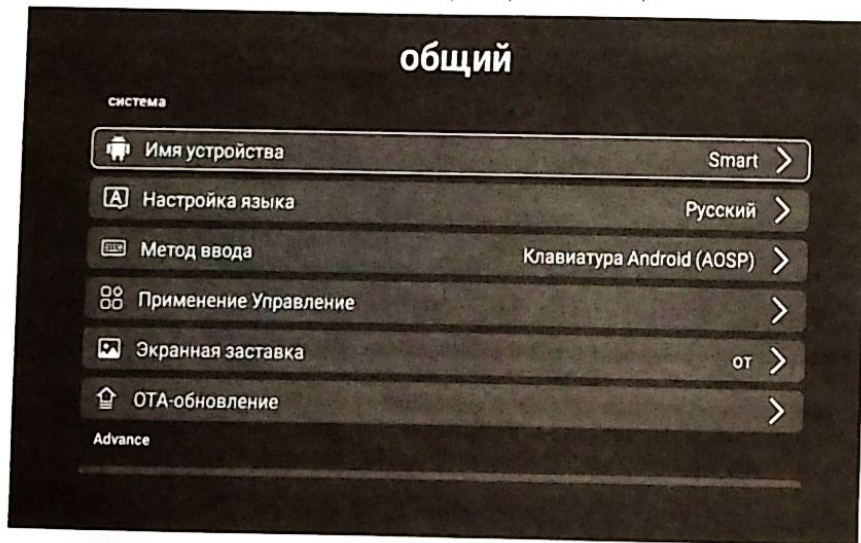 общий
система
Имя устройства Smart
Настройка языка Русский
Метод ввода Клавиатура Android (AOSP)
Применение Управление
Экранная заставка от
OTA-обновление
Advance